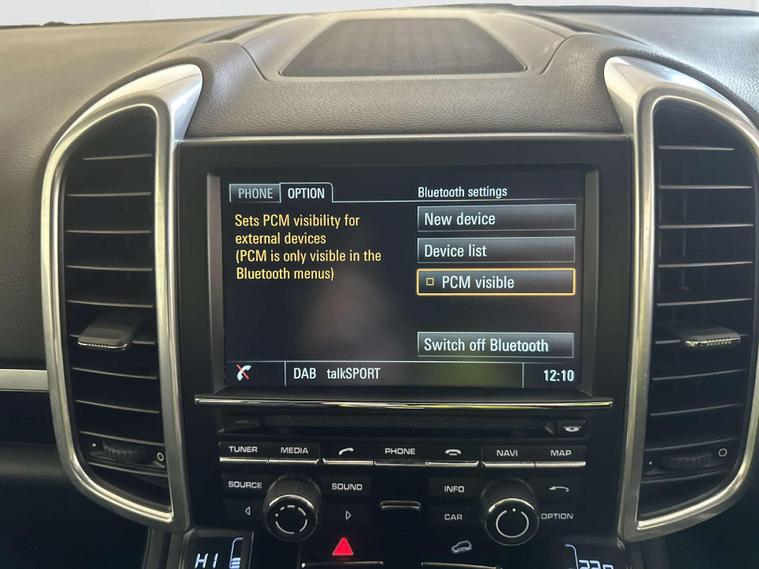 PHONE OPTION Bluetooth settings
Sets PCM visibility for
external devices
(PCM is only visible in the
Bluetooth menus)
New device
Device list
PCM visible
Switch off Bluetooth
DAB talkSPORT 12:10
TUNER MEDIA PHONE NAVI MAP
SOURCE SOUND INFO
CAR OPTION
HI